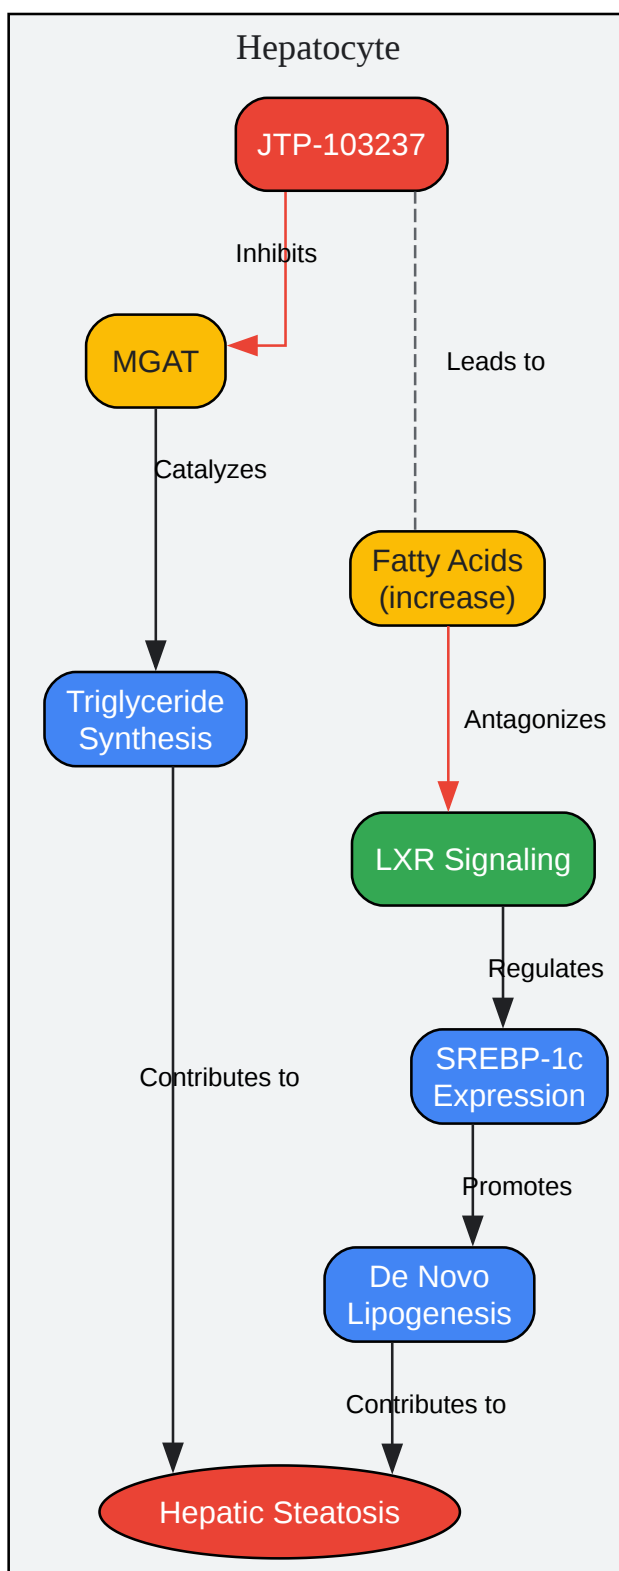 Hepatocyte
JTP-103237
Inhibits
MGAT
Leads to
Catalyzes
Fatty Acids
(increase)
Triglyceride
Synthesis
Antagonizes
LXR Signaling
Regulates
SREBP-1c
Expression
Contributes to
Promotes
De Novo
Lipogenesis
Contributes to
Hepatic Steatosis